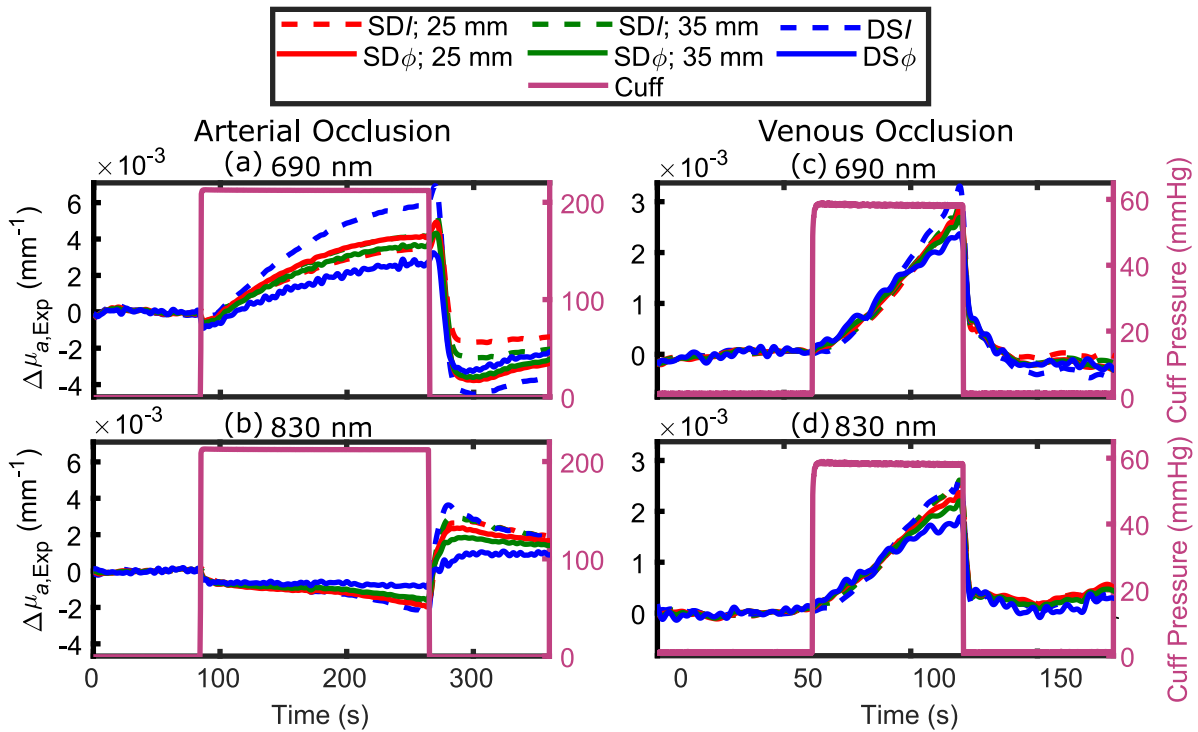 SDI; 25 mm SDI; 35 mm DSI
SDϕ; 25 mm SDϕ; 35 mm DSϕ
Cuff
Arterial Occlusion Venous Occlusion
×10⁻³ (a) 690 nm
6
4
2
0
-2
-4
Δμa,Exp (mm⁻¹)
200
100
0
×10⁻³ (c) 690 nm
3
2
1
0
Cuff Pressure (mmHg)
60
40
20
0
×10⁻³ (b) 830 nm
6
4
2
0
-2
-4
Δμa,Exp (mm⁻¹)
200
100
0
0 100 200 300
Time (s)
×10⁻³ (d) 830 nm
3
2
1
0
Cuff Pressure (mmHg)
60
40
20
0
0 50 100 150
Time (s)